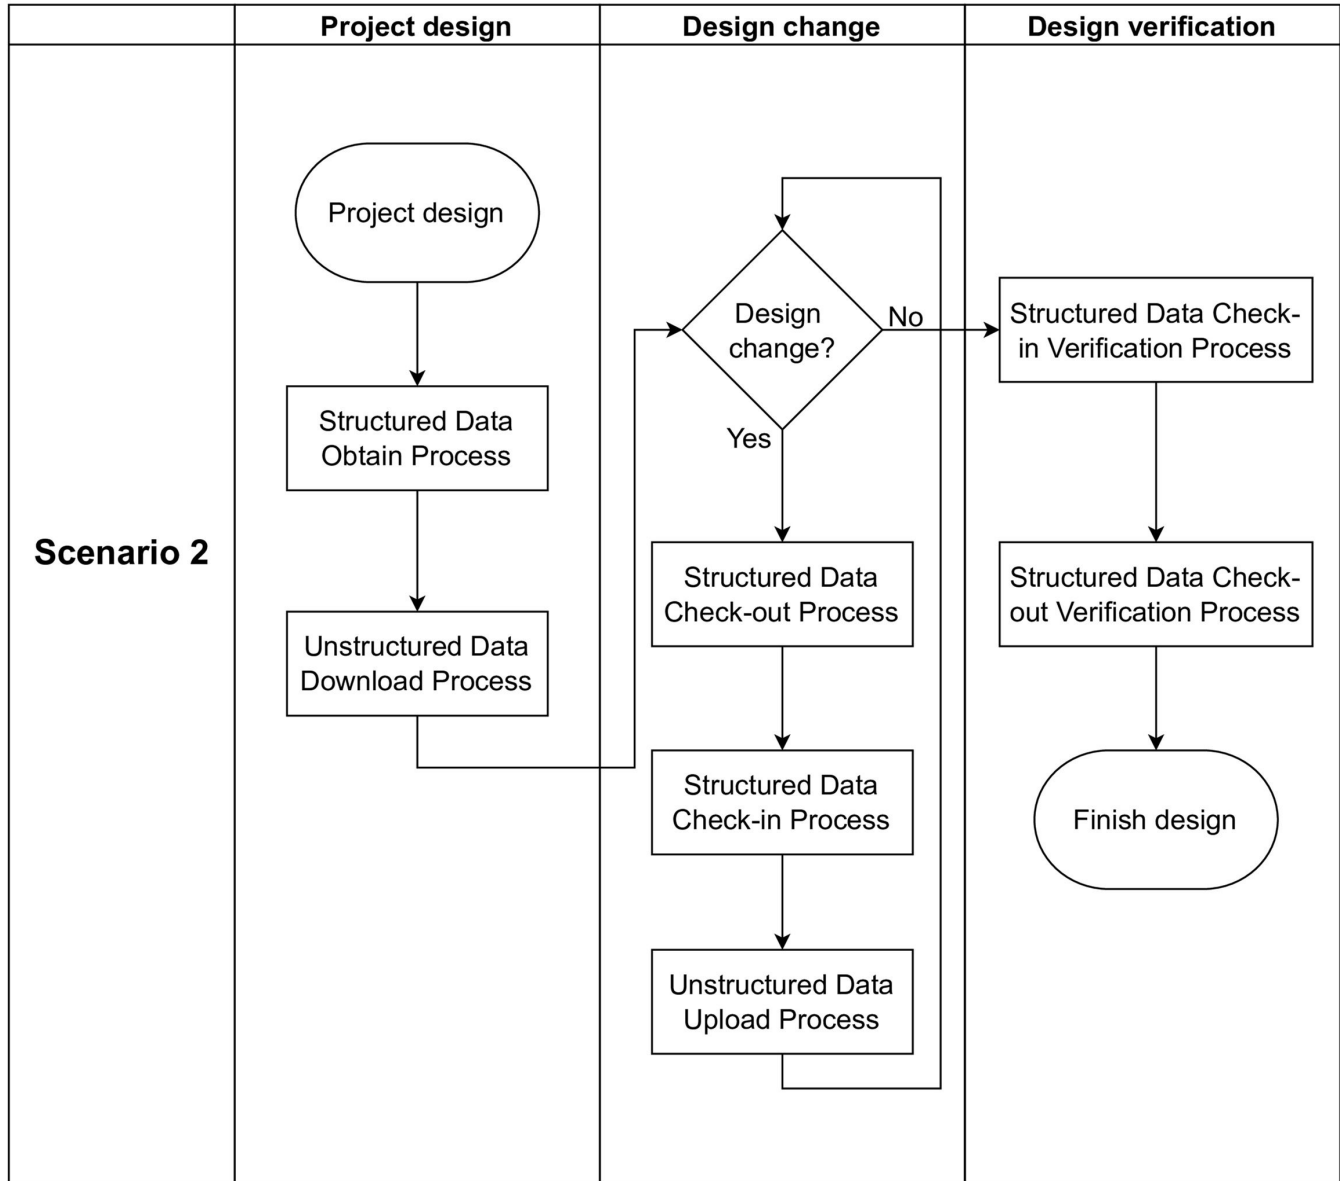 Project design
Design change
Design verification
Scenario 2
Project design
Structured Data
Obtain Process
Unstructured Data
Download Process
Design
change?
No
Yes
Structured Data
Check-out Process
Structured Data
Check-in Process
Unstructured Data
Upload Process
Structured Data Check-
in Verification Process
Structured Data Check-
out Verification Process
Finish design